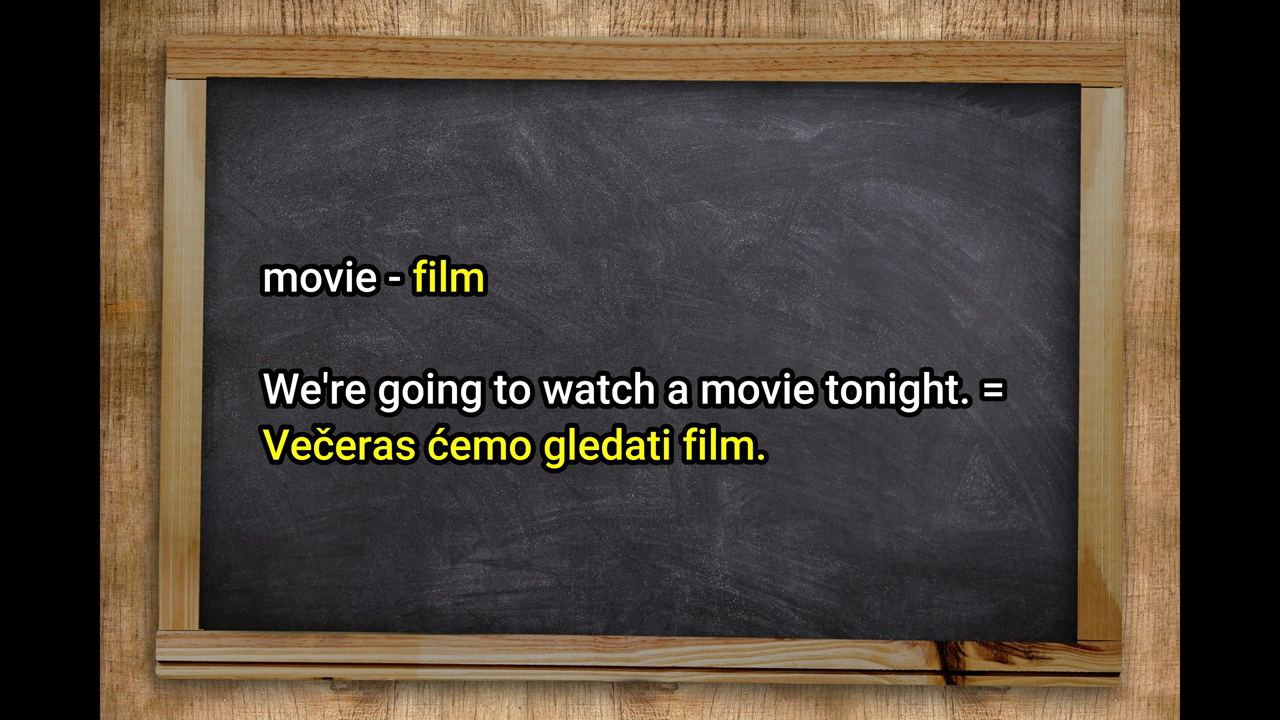 movie - film
We're going to watch a movie tonight. =
Večeras ćemo gledati film.